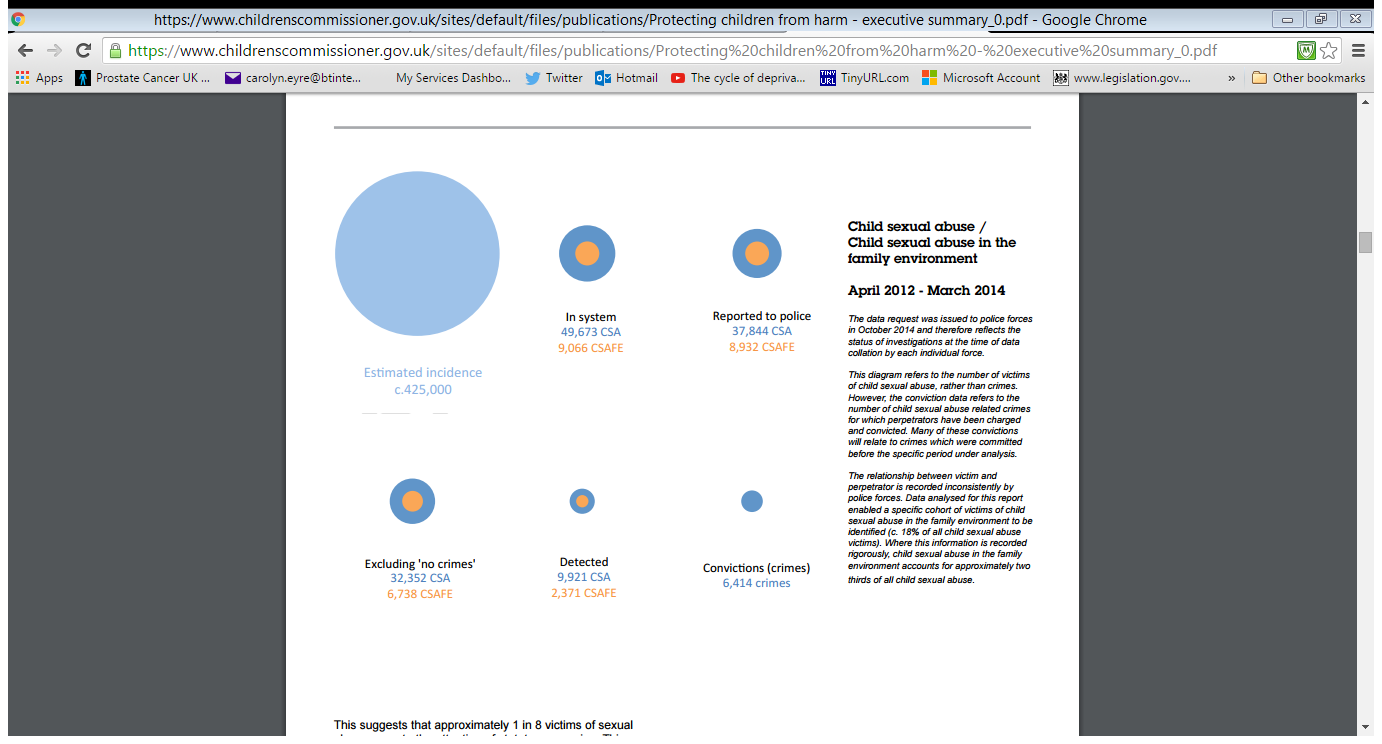 https://www.childrenscommissioner.gov.uk/sites/default/files/publications/Protecting children from harm - executive summary_0.pdf - Google Chrome
https://www.childrenscommissioner.gov.uk/sites/default/files/publications/Protecting%20children%20from%20harm%20-%20executive%20summary_0.pdf
Apps Prostate Cancer UK ... carolyn.eyre@btinte... My Services Dashbo... Twitter Hotmail The cycle of depriva... TINY URL TinyURL.com Microsoft Account www.legislation.gov.... » Other bookmarks
Estimated incidence
c.425,000
In system
49,673 CSA
9,066 CSAFE
Reported to police
37,844 CSA
8,932 CSAFE
Excluding 'no crimes'
32,352 CSA
6,738 CSAFE
Detected
9,921 CSA
2,371 CSAFE
Convictions (crimes)
6,414 crimes
Child sexual abuse /
Child sexual abuse in the
family environment
April 2012 - March 2014
The data request was issued to police forces
in October 2014 and therefore reflects the
status of investigations at the time of data
collation by each individual force.
This diagram refers to the number of victims
of child sexual abuse, rather than crimes.
However, the conviction data refers to the
number of child sexual abuse related crimes
for which perpetrators have been charged
and convicted. Many of these convictions
will relate to crimes which were committed
before the specific period under analysis.
The relationship between victim and
perpetrator is recorded inconsistently by
police forces. Data analysed for this report
enabled a specific cohort of victims of child
sexual abuse in the family environment to be
identified (c. 18% of all child sexual abuse
victims). Where this information is recorded
rigorously, child sexual abuse in the family
environment accounts for approximately two
thirds of all child sexual abuse.
This suggests that approximately 1 in 8 victims of sexual